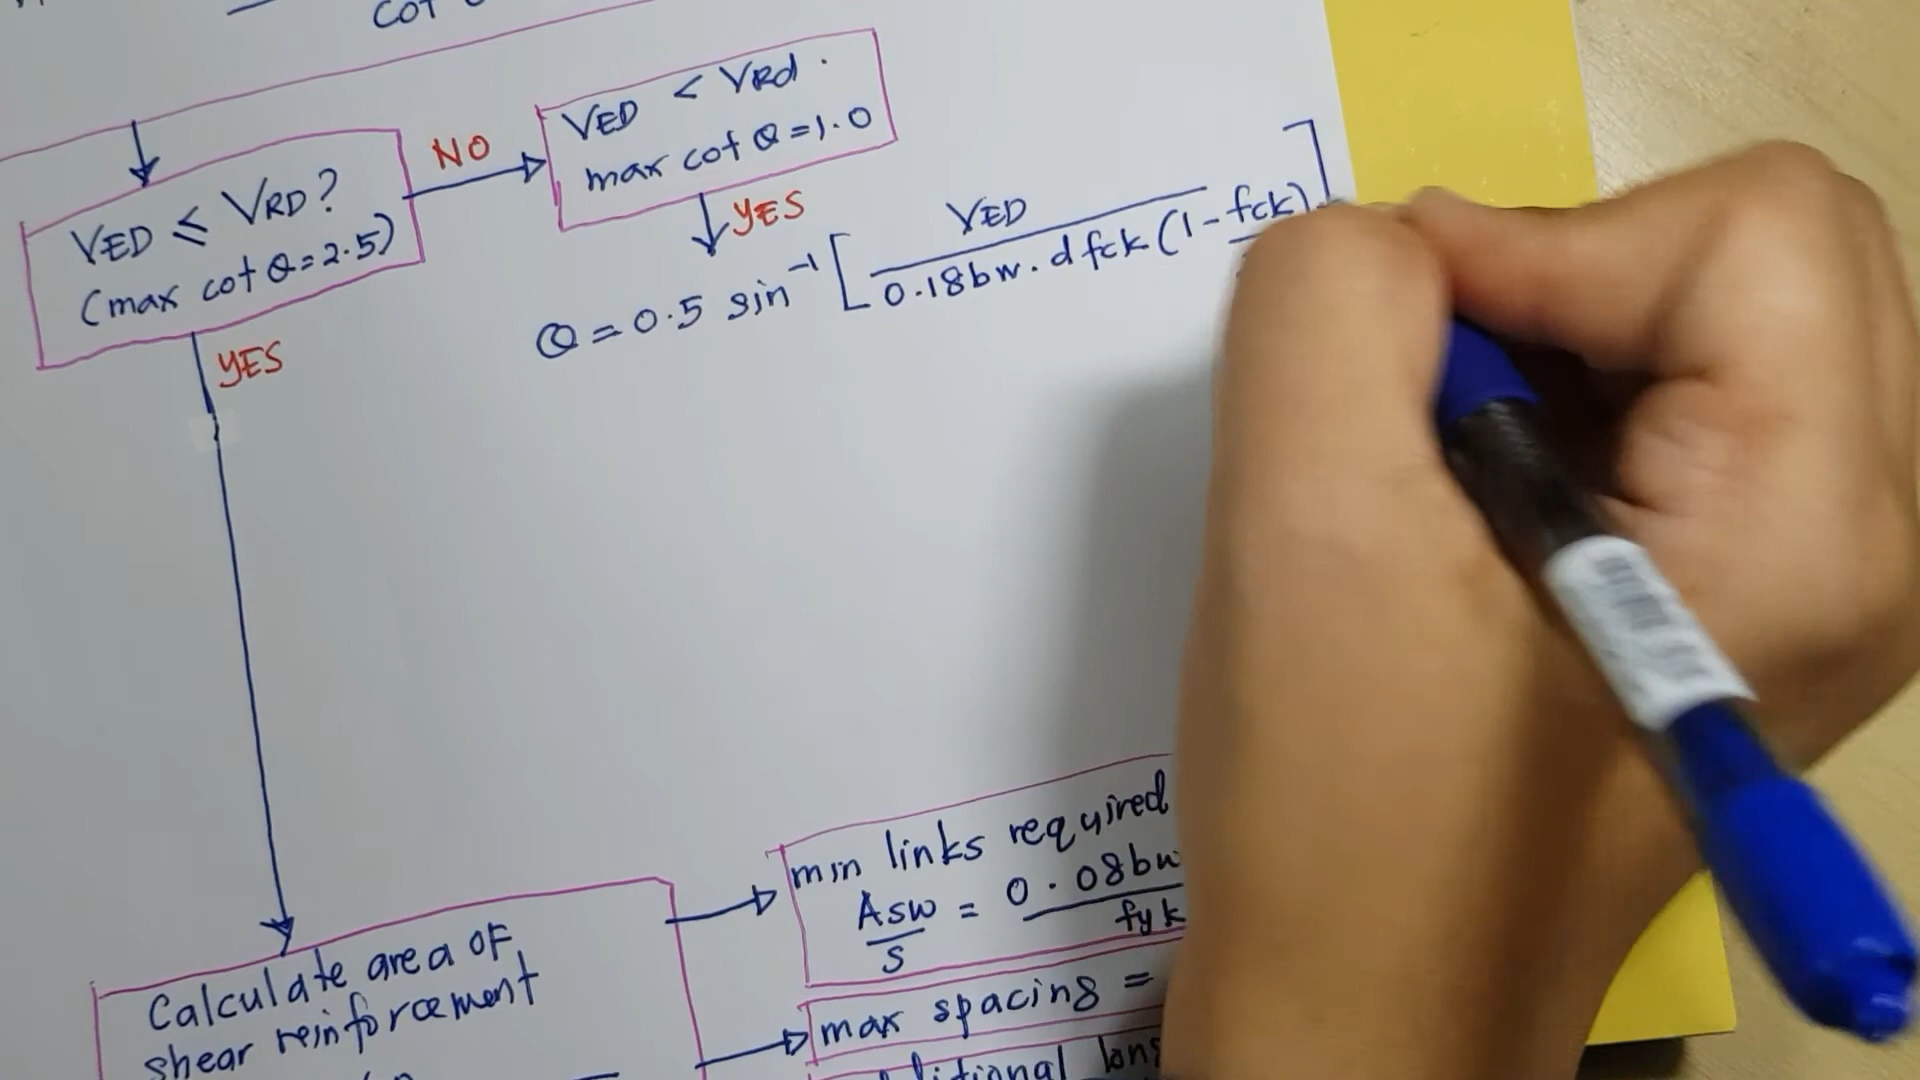 cot
VED < VRd.
max cot θ = 1.0
NO
VED ≤ VRD?
(max cot θ = 2.5)
YES
YES
θ = 0.5 sin⁻¹ [ VED / 0.18bw.d fck (1 - fck) ]
min links required
Asw / s = 0.08bw / fyk
max spacing =
Calculate area of
shear reinforcement